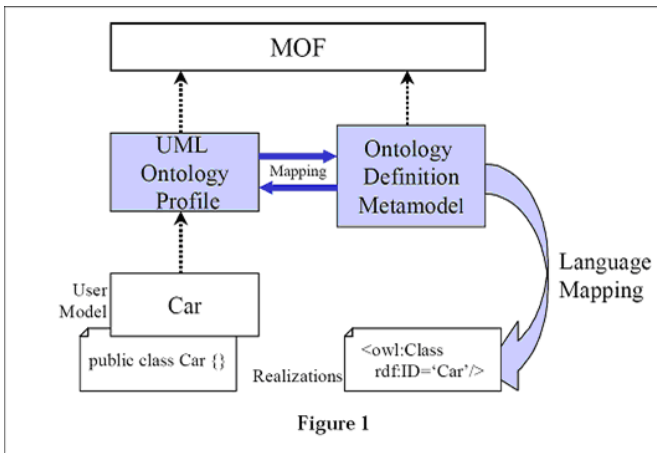 MOF
UML
Ontology
Profile
Mapping
Ontology
Definition
Metamodel
Language
Mapping
User
Model
Car
public class Car {}
Realizations
<owl:Class
rdf:ID=‘Car’/>
Figure 1